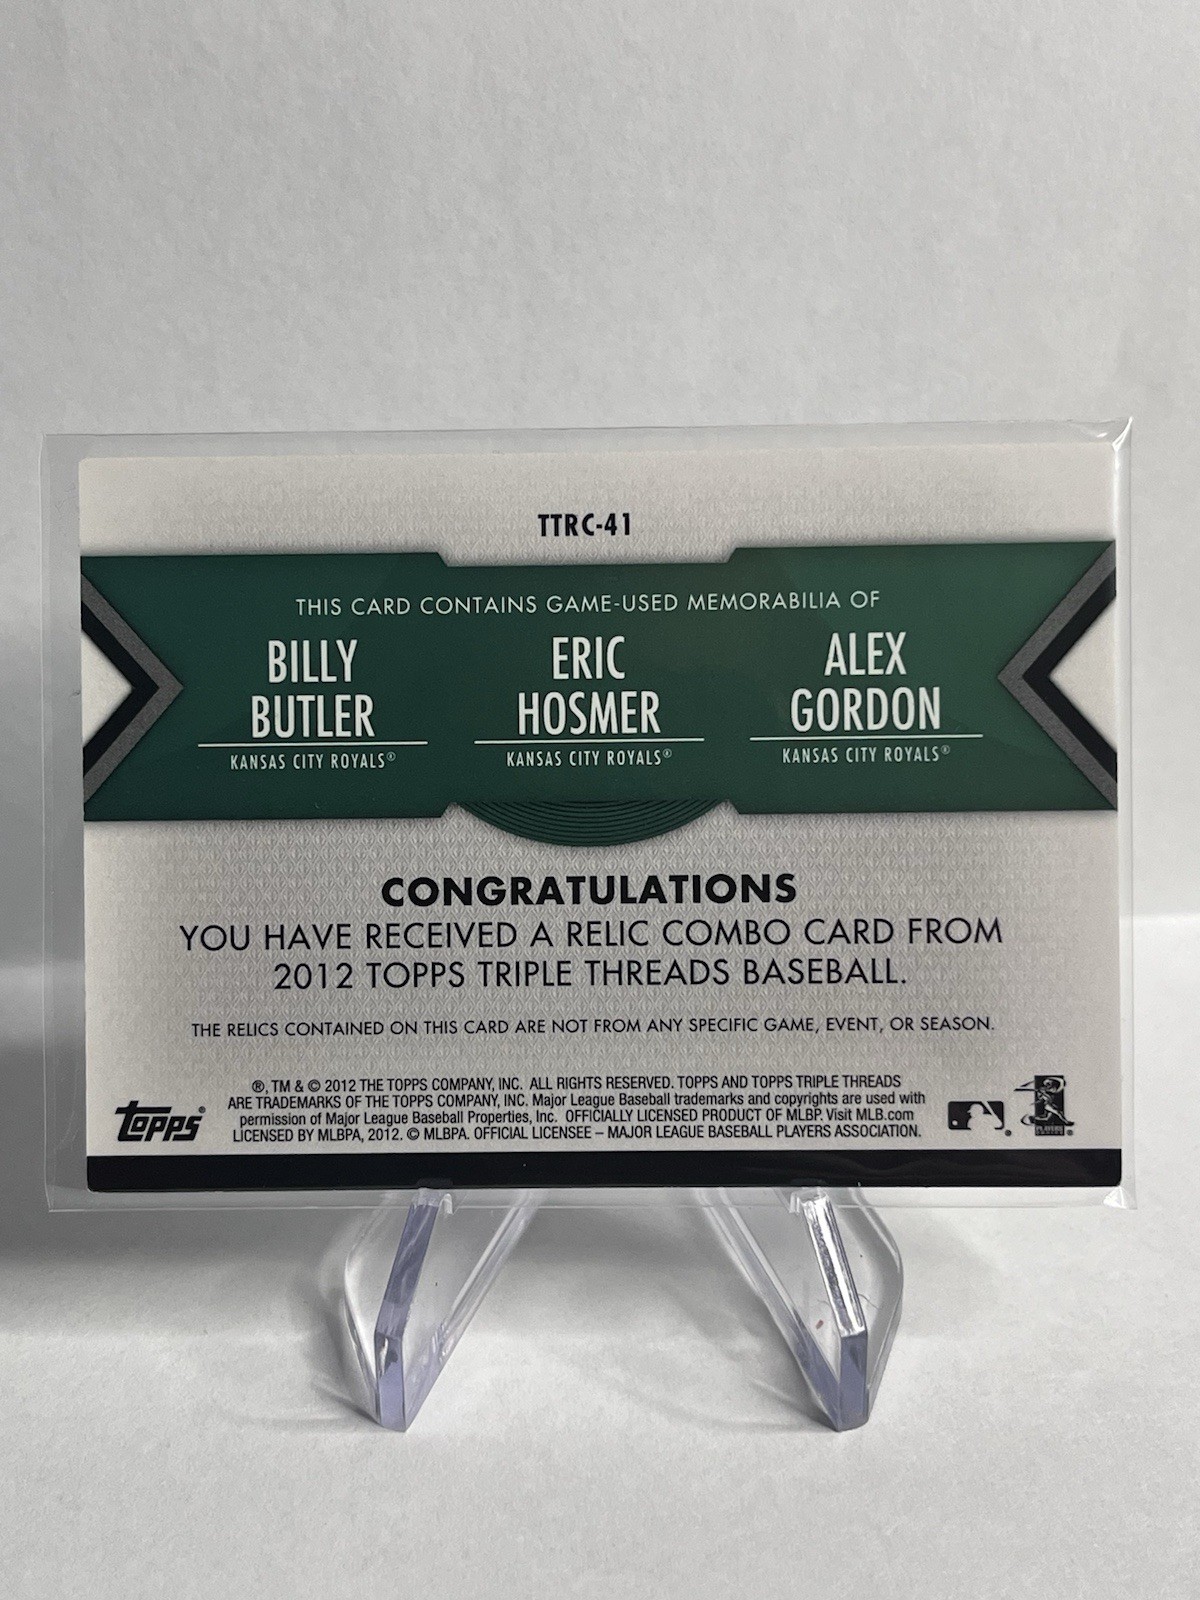 TTRC-41
THIS CARD CONTAINS GAME-USED MEMORABILIA OF
BILLY BUTLER
KANSAS CITY ROYALS®
ERIC HOSMER
KANSAS CITY ROYALS®
ALEX GORDON
KANSAS CITY ROYALS®
CONGRATULATIONS
YOU HAVE RECEIVED A RELIC COMBO CARD FROM
2012 TOPPS TRIPLE THREADS BASEBALL.
THE RELICS CONTAINED ON THIS CARD ARE NOT FROM ANY SPECIFIC GAME, EVENT, OR SEASON.
®, TM & © 2012 THE TOPPS COMPANY, INC. ALL RIGHTS RESERVED. TOPPS AND TOPPS TRIPLE THREADS
ARE TRADEMARKS OF THE TOPPS COMPANY, INC. Major League Baseball trademarks and copyrights are used with
permission of Major League Baseball Properties, Inc. OFFICIALLY LICENSED PRODUCT OF MLBP. Visit MLB.com
LICENSED BY MLBPA, 2012. © MLBPA. OFFICIAL LICENSEE – MAJOR LEAGUE BASEBALL PLAYERS ASSOCIATION.
topps®